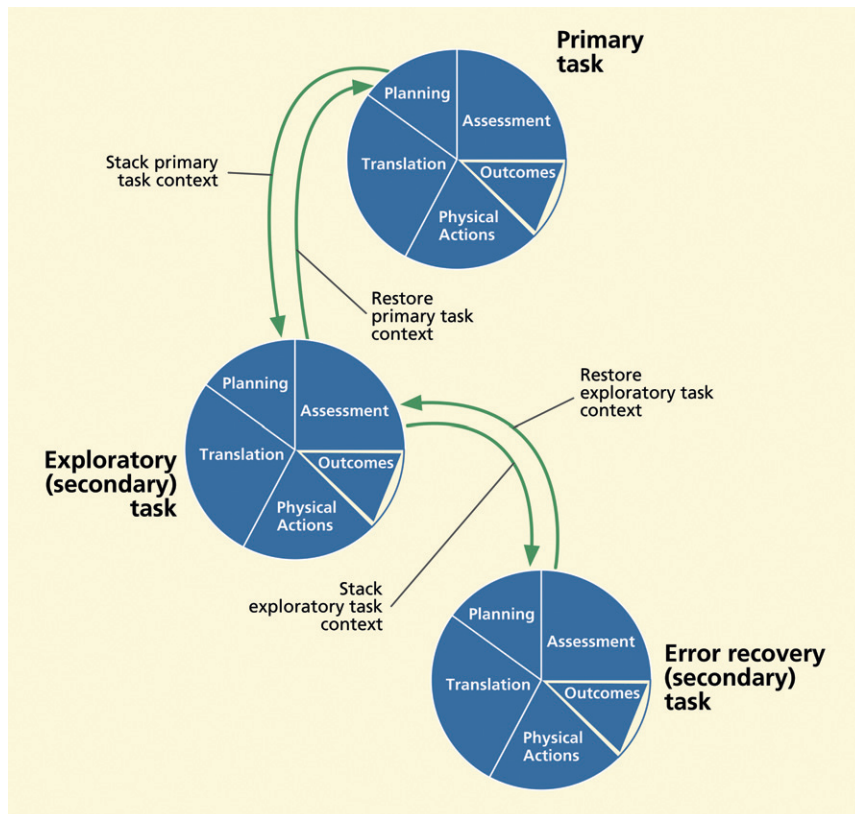 Primary
task
Planning
Assessment
Translation
Outcomes
Physical
Actions
Stack primary
task context
Restore
primary task
context
Exploratory
(secondary)
task
Planning
Assessment
Translation
Outcomes
Physical
Actions
Restore
exploratory task
context
Stack
exploratory task
context
Error recovery
(secondary)
task
Planning
Assessment
Translation
Outcomes
Physical
Actions